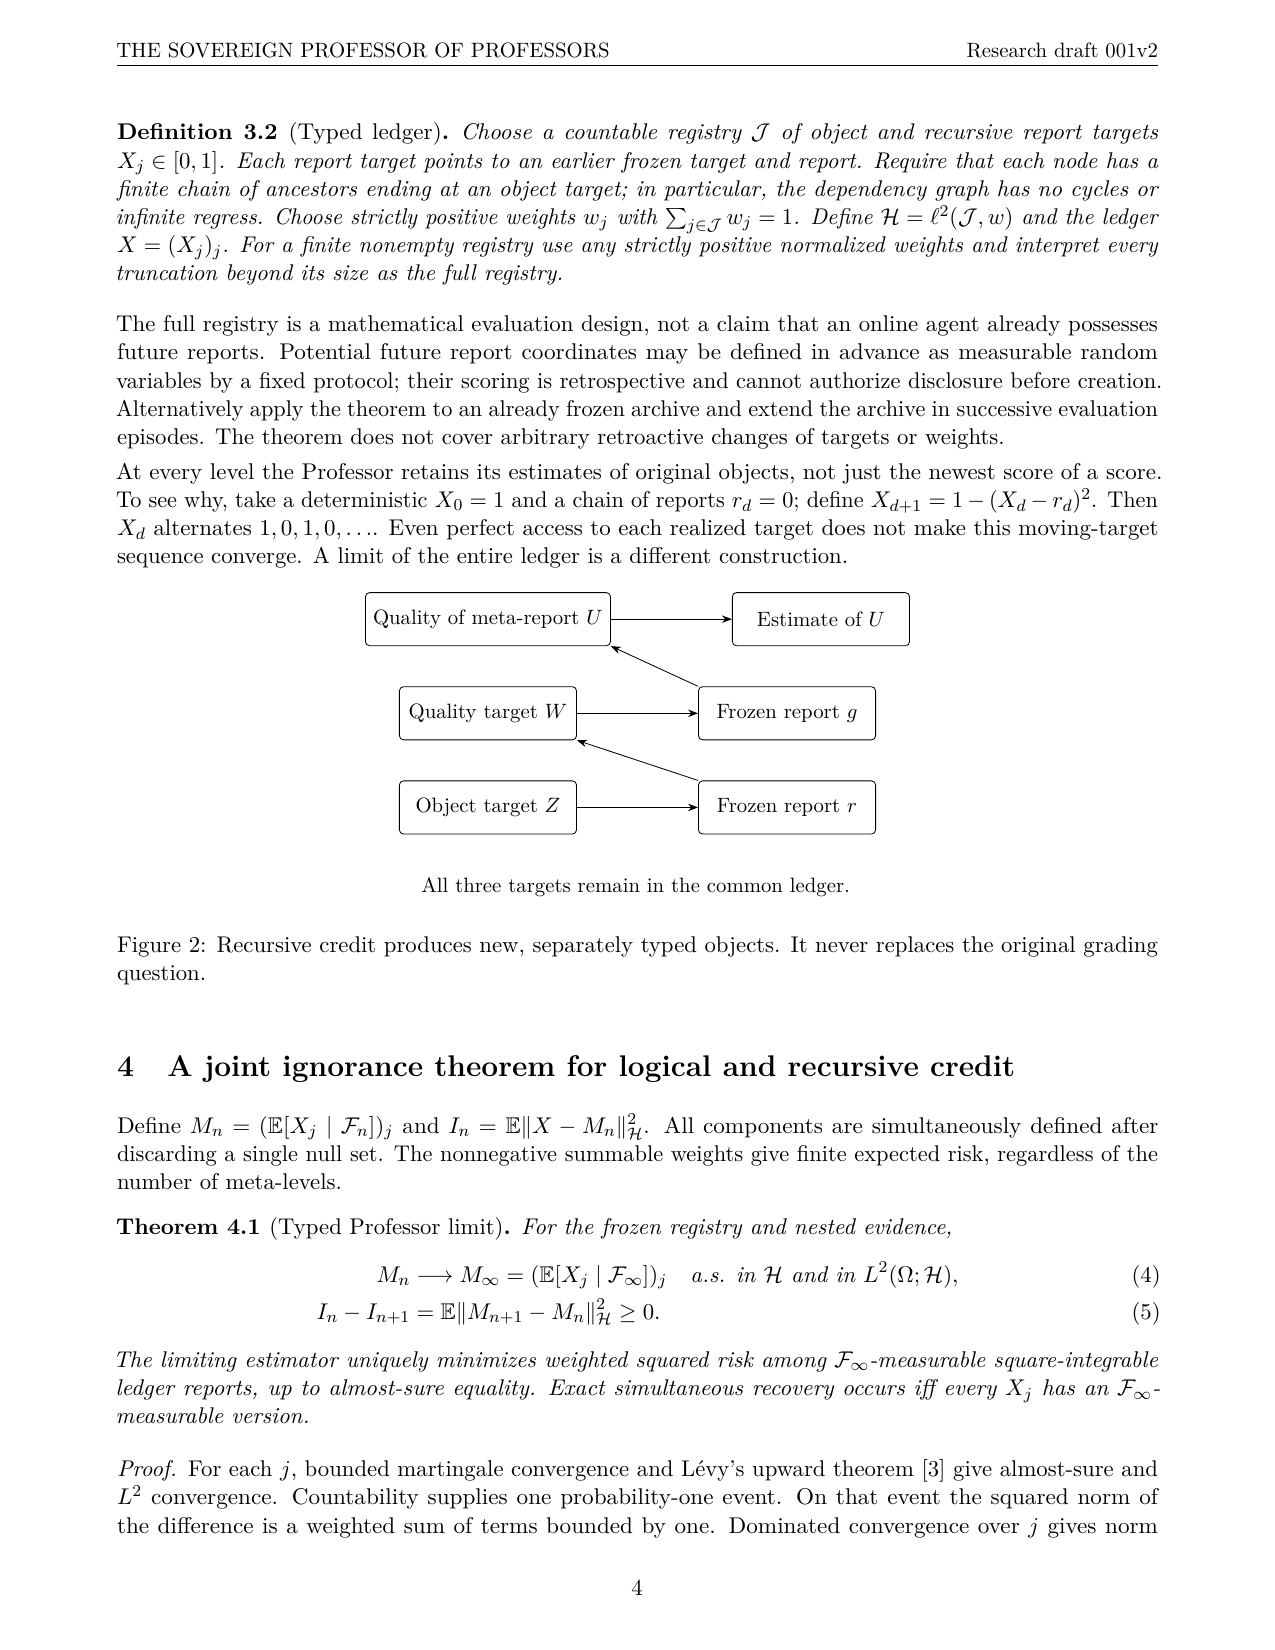 THE SOVEREIGN PROFESSOR OF PROFESSORS Research draft 001v2
Definition 3.2 (Typed ledger). Choose a countable registry 𝒥 of object and recursive report targets
X_j ∈ [0, 1]. Each report target points to an earlier frozen target and report. Require that each node has a
finite chain of ancestors ending at an object target; in particular, the dependency graph has no cycles or
infinite regress. Choose strictly positive weights w_j with ∑_{j∈𝒥} w_j = 1. Define ℋ = ℓ²(𝒥, w) and the ledger
X = (X_j)_j. For a finite nonempty registry use any strictly positive normalized weights and interpret every
truncation beyond its size as the full registry.
The full registry is a mathematical evaluation design, not a claim that an online agent already possesses
future reports. Potential future report coordinates may be defined in advance as measurable random
variables by a fixed protocol; their scoring is retrospective and cannot authorize disclosure before creation.
Alternatively apply the theorem to an already frozen archive and extend the archive in successive evaluation
episodes. The theorem does not cover arbitrary retroactive changes of targets or weights.
At every level the Professor retains its estimates of original objects, not just the newest score of a score.
To see why, take a deterministic X_0 = 1 and a chain of reports r_d = 0; define X_{d+1} = 1 − (X_d − r_d)². Then
X_d alternates 1, 0, 1, 0, . . .. Even perfect access to each realized target does not make this moving-target
sequence converge. A limit of the entire ledger is a different construction.
Quality of meta-report U Estimate of U
Quality target W Frozen report g
Object target Z Frozen report r
All three targets remain in the common ledger.
Figure 2: Recursive credit produces new, separately typed objects. It never replaces the original grading
question.
4 A joint ignorance theorem for logical and recursive credit
Define M_n = (𝔼[X_j | ℱ_n])_j and I_n = 𝔼‖X − M_n‖²_ℋ. All components are simultaneously defined after
discarding a single null set. The nonnegative summable weights give finite expected risk, regardless of the
number of meta-levels.
Theorem 4.1 (Typed Professor limit). For the frozen registry and nested evidence,
M_n ⟶ M_∞ = (𝔼[X_j | ℱ_∞])_j a.s. in ℋ and in L²(Ω; ℋ), (4)
I_n − I_{n+1} = 𝔼‖M_{n+1} − M_n‖²_ℋ ≥ 0. (5)
The limiting estimator uniquely minimizes weighted squared risk among ℱ_∞-measurable square-integrable
ledger reports, up to almost-sure equality. Exact simultaneous recovery occurs iff every X_j has an ℱ_∞-
measurable version.
Proof. For each j, bounded martingale convergence and Lévy's upward theorem [3] give almost-sure and
L² convergence. Countability supplies one probability-one event. On that event the squared norm of
the difference is a weighted sum of terms bounded by one. Dominated convergence over j gives norm
4